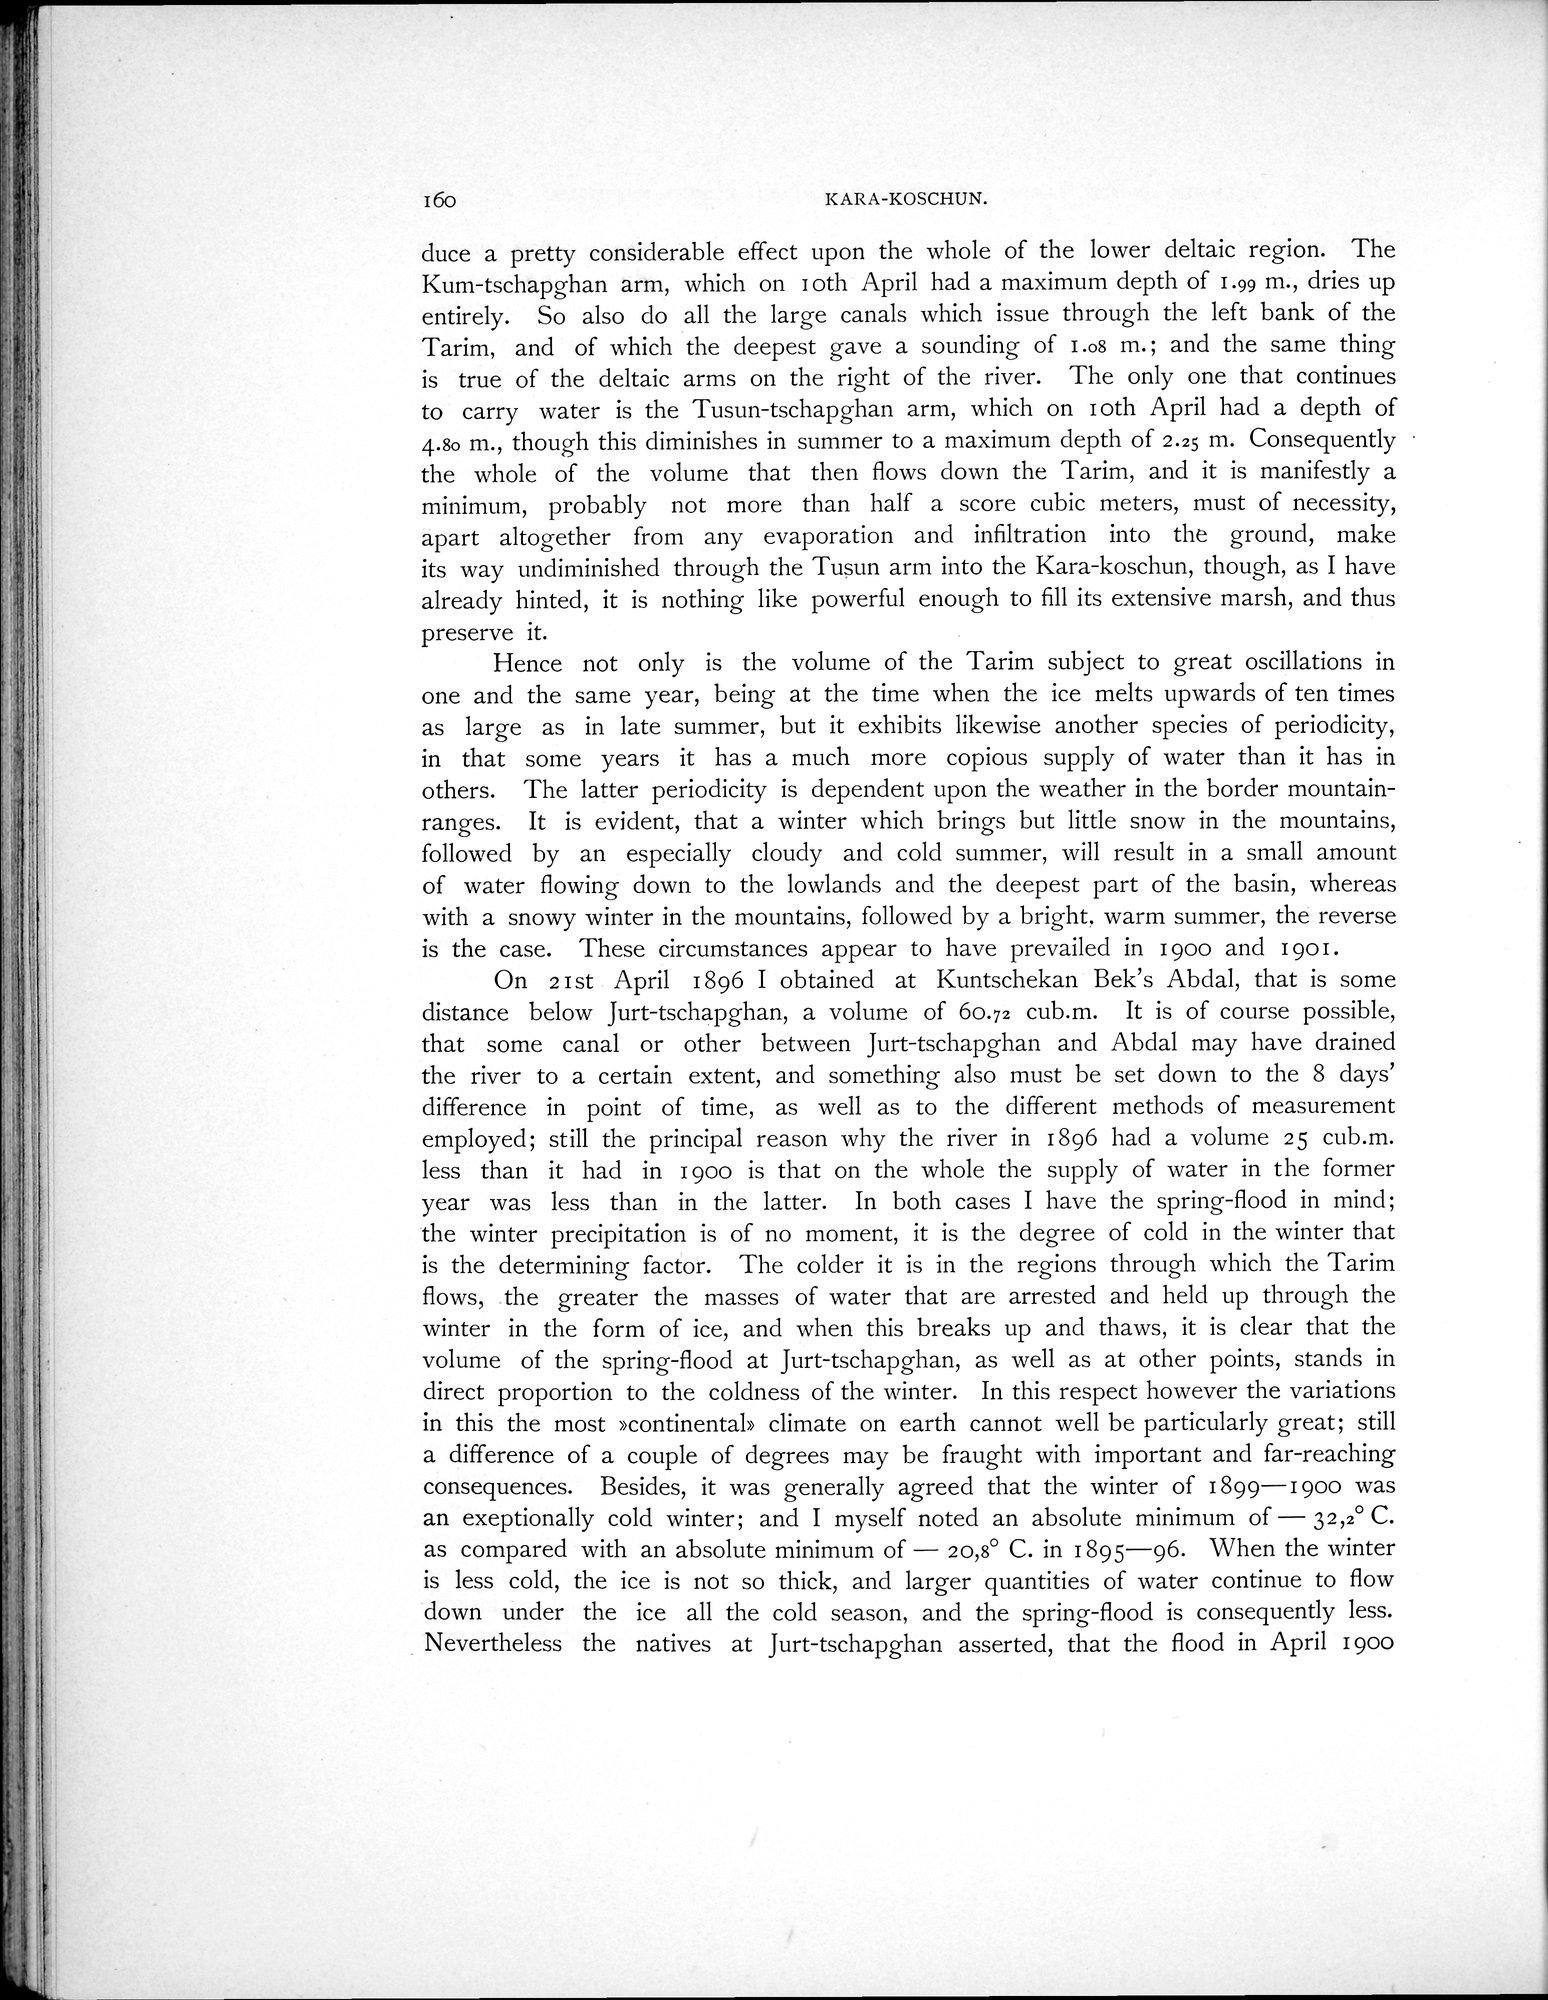 160 KARA-KOSCHUN.
duce a pretty considerable effect upon the whole of the lower deltaic region. The
Kum-tschapghan arm, which on 10th April had a maximum depth of 1.99 m., dries up
entirely. So also do all the large canals which issue through the left bank of the
Tarim, and of which the deepest gave a sounding of 1.08 m.; and the same thing
is true of the deltaic arms on the right of the river. The only one that continues
to carry water is the Tusun-tschapghan arm, which on 10th April had a depth of
4.80 m., though this diminishes in summer to a maximum depth of 2.25 m. Consequently
the whole of the volume that then flows down the Tarim, and it is manifestly a
minimum, probably not more than half a score cubic meters, must of necessity,
apart altogether from any evaporation and infiltration into the ground, make
its way undiminished through the Tusun arm into the Kara-koschun, though, as I have
already hinted, it is nothing like powerful enough to fill its extensive marsh, and thus
preserve it.
Hence not only is the volume of the Tarim subject to great oscillations in
one and the same year, being at the time when the ice melts upwards of ten times
as large as in late summer, but it exhibits likewise another species of periodicity,
in that some years it has a much more copious supply of water than it has in
others. The latter periodicity is dependent upon the weather in the border mountain-
ranges. It is evident, that a winter which brings but little snow in the mountains,
followed by an especially cloudy and cold summer, will result in a small amount
of water flowing down to the lowlands and the deepest part of the basin, whereas
with a snowy winter in the mountains, followed by a bright, warm summer, the reverse
is the case. These circumstances appear to have prevailed in 1900 and 1901.
On 21st April 1896 I obtained at Kuntschekan Bek's Abdal, that is some
distance below Jurt-tschapghan, a volume of 60.72 cub.m. It is of course possible,
that some canal or other between Jurt-tschapghan and Abdal may have drained
the river to a certain extent, and something also must be set down to the 8 days'
difference in point of time, as well as to the different methods of measurement
employed; still the principal reason why the river in 1896 had a volume 25 cub.m.
less than it had in 1900 is that on the whole the supply of water in the former
year was less than in the latter. In both cases I have the spring-flood in mind;
the winter precipitation is of no moment, it is the degree of cold in the winter that
is the determining factor. The colder it is in the regions through which the Tarim
flows, the greater the masses of water that are arrested and held up through the
winter in the form of ice, and when this breaks up and thaws, it is clear that the
volume of the spring-flood at Jurt-tschapghan, as well as at other points, stands in
direct proportion to the coldness of the winter. In this respect however the variations
in this the most »continental» climate on earth cannot well be particularly great; still
a difference of a couple of degrees may be fraught with important and far-reaching
consequences. Besides, it was generally agreed that the winter of 1899—1900 was
an exeptionally cold winter; and I myself noted an absolute minimum of — 32,2° C.
as compared with an absolute minimum of — 20,8° C. in 1895—96. When the winter
is less cold, the ice is not so thick, and larger quantities of water continue to flow
down under the ice all the cold season, and the spring-flood is consequently less.
Nevertheless the natives at Jurt-tschapghan asserted, that the flood in April 1900